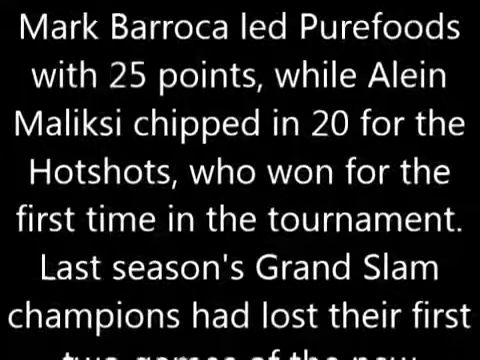 Mark Barroca led Purefoods
with 25 points, while Alein
Maliksi chipped in 20 for the
Hotshots, who won for the
first time in the tournament.
Last season's Grand Slam
champions had lost their first
two games of the new